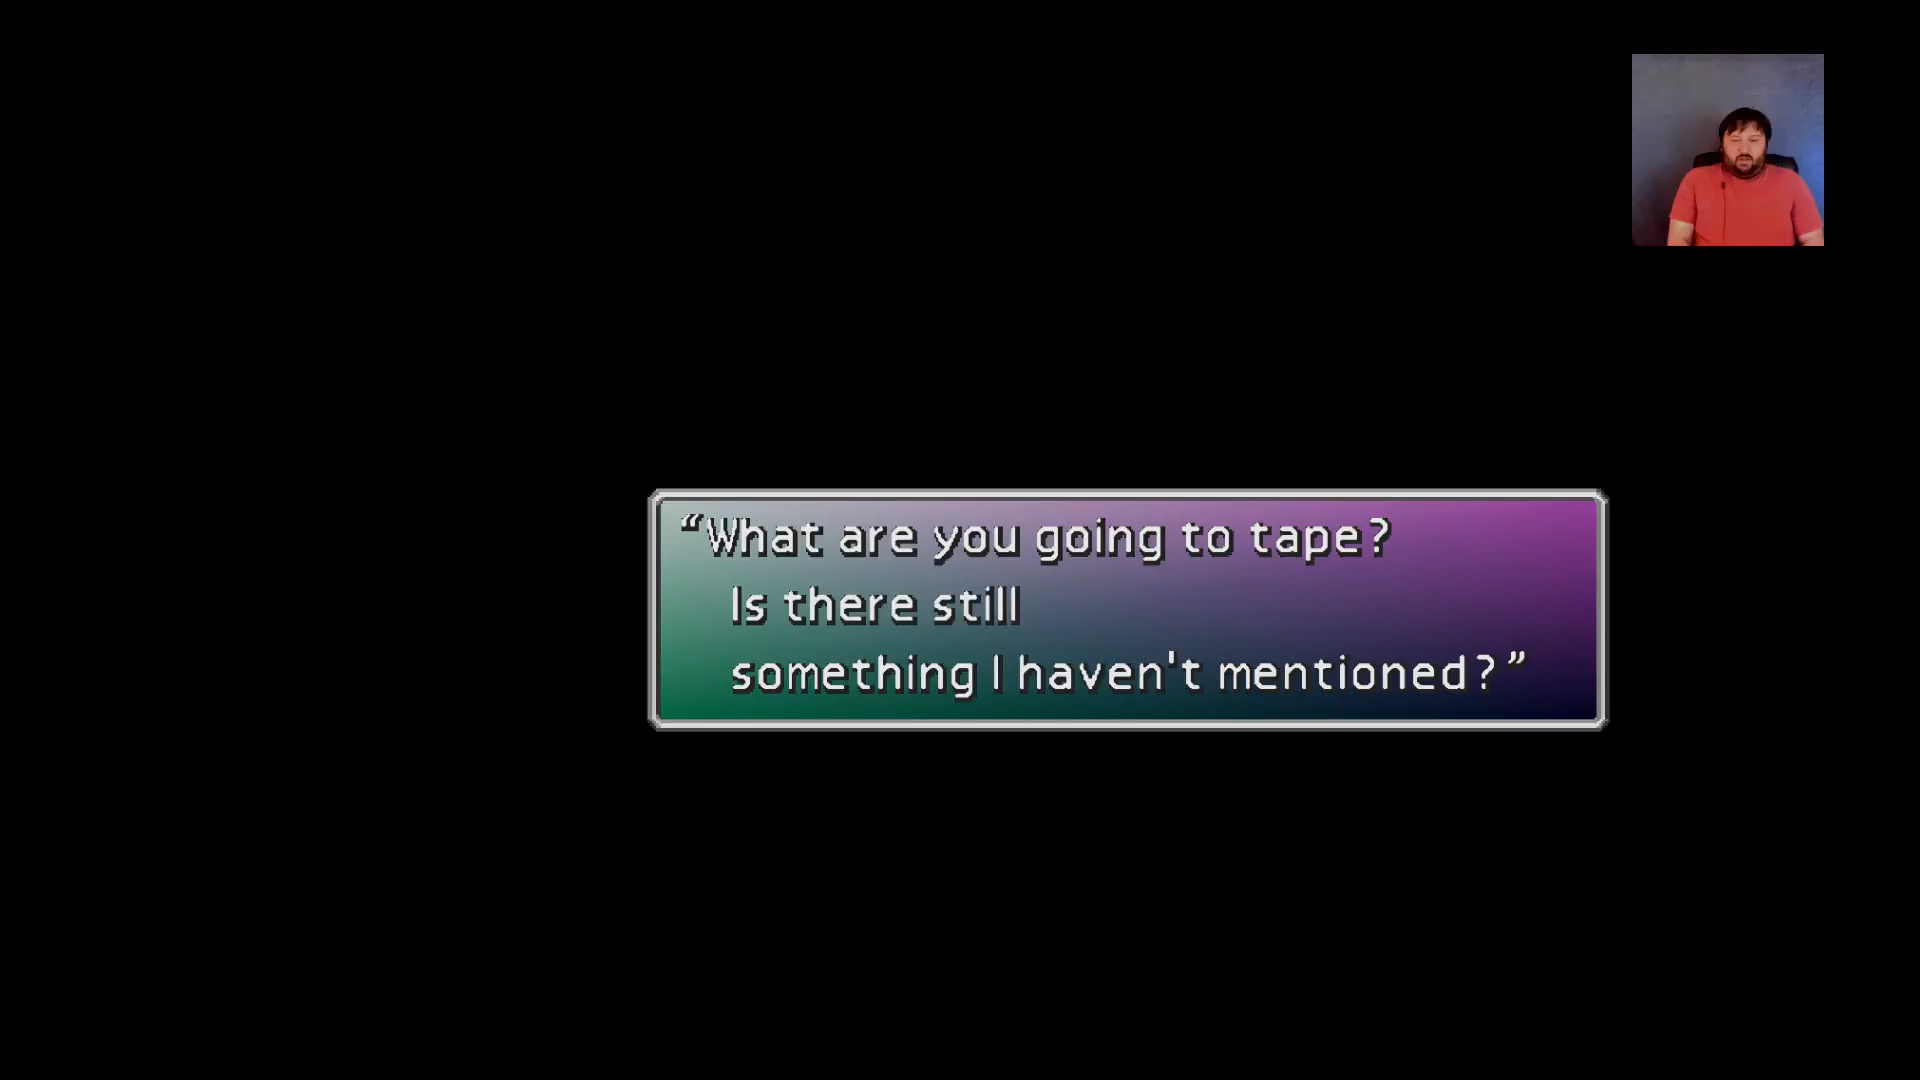 “What are you going to tape?
Is there still
something I haven't mentioned?”